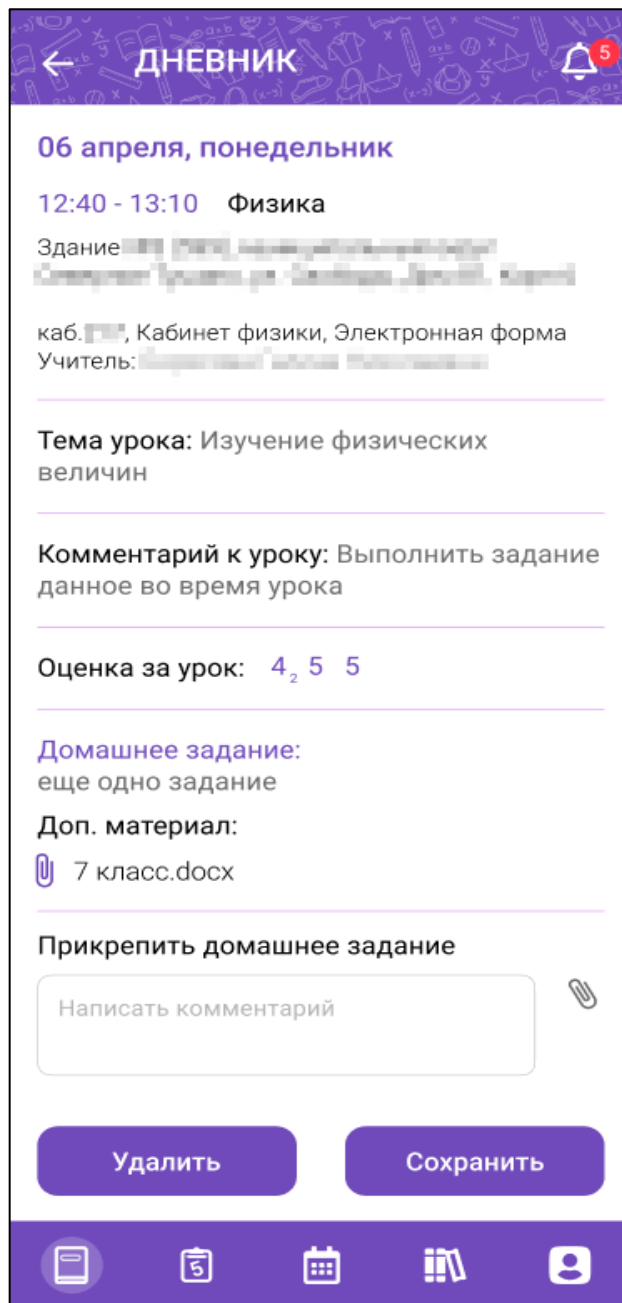 ДНЕВНИК
5
06 апреля, понедельник
12:40 - 13:10 Физика
Здание
каб. , Кабинет физики, Электронная форма
Учитель:
Тема урока: Изучение физических
величин
Комментарий к уроку: Выполнить задание
данное во время урока
Оценка за урок: 4₂ 5 5
Домашнее задание:
еще одно задание
Доп. материал:
7 класс.docx
Прикрепить домашнее задание
Написать комментарий
Удалить Сохранить
5